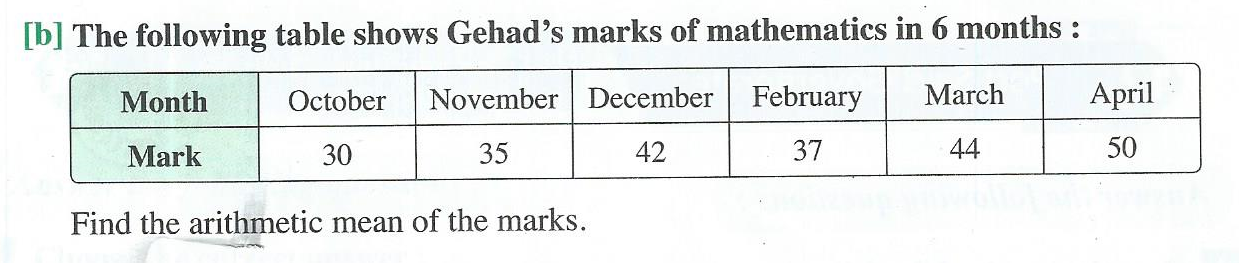 [b] The following table shows Gehad's marks of mathematics in 6 months :
Month October November December February March April
Mark 30 35 42 37 44 50
Find the arithmetic mean of the marks.